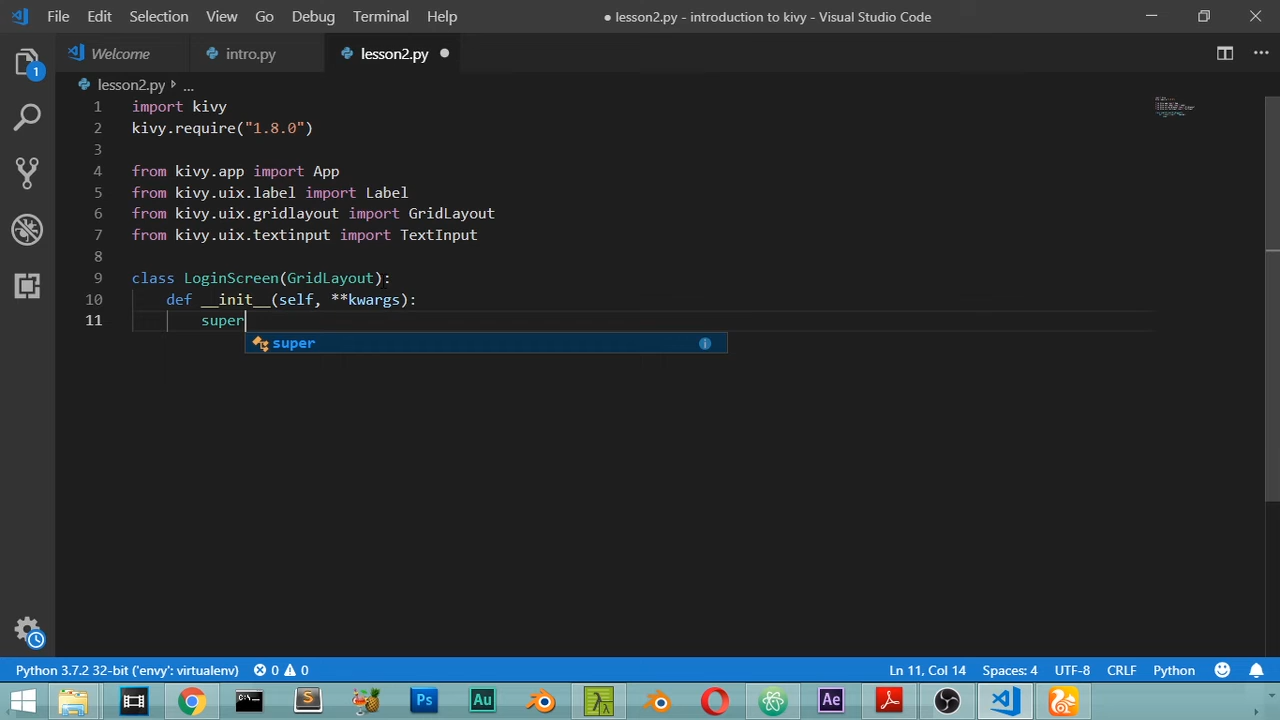 File Edit Selection View Go Debug Terminal Help
● lesson2.py - introduction to kivy - Visual Studio Code
Welcome intro.py lesson2.py
1
lesson2.py ...
1 import kivy
2 kivy.require("1.8.0")
3
4 from kivy.app import App
5 from kivy.uix.label import Label
6 from kivy.uix.gridlayout import GridLayout
7 from kivy.uix.textinput import TextInput
8
9 class LoginScreen(GridLayout):
10 def __init__(self, **kwargs):
11 super
super
Python 3.7.2 32-bit ('envy': virtualenv) 0 0 Ln 11, Col 14 Spaces: 4 UTF-8 CRLF Python
S Ps Au λ Ae